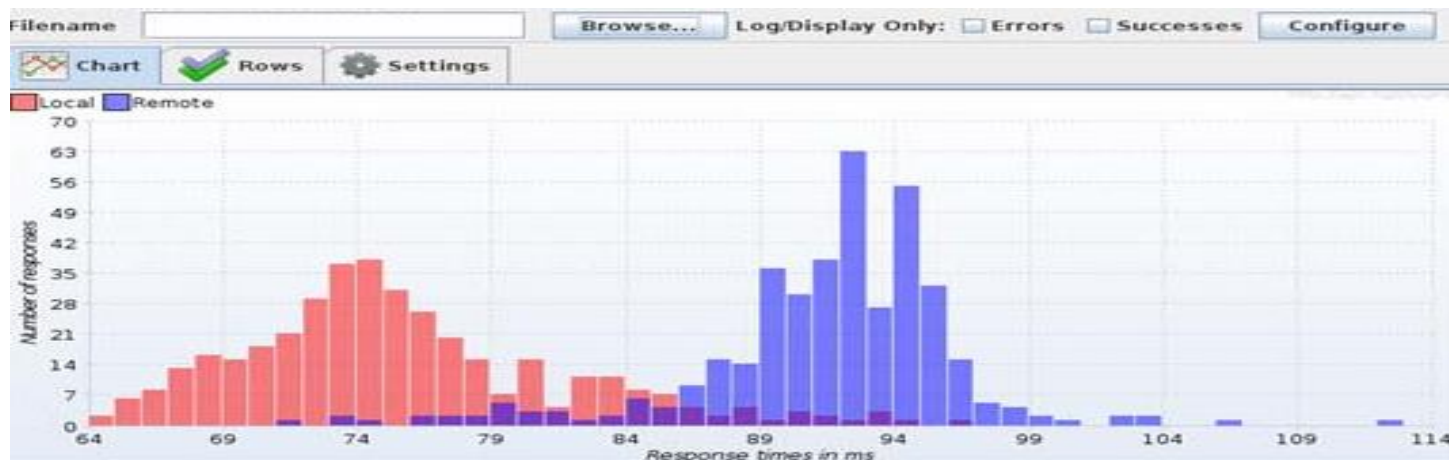 Filename Browse... Log/Display Only: Errors Successes Configure
Chart Rows Settings
Local Remote
70
63
56
49
42
35
28
21
14
7
0
Number of responses
64 69 74 79 84 89 94 99 104 109 114
Response times in ms